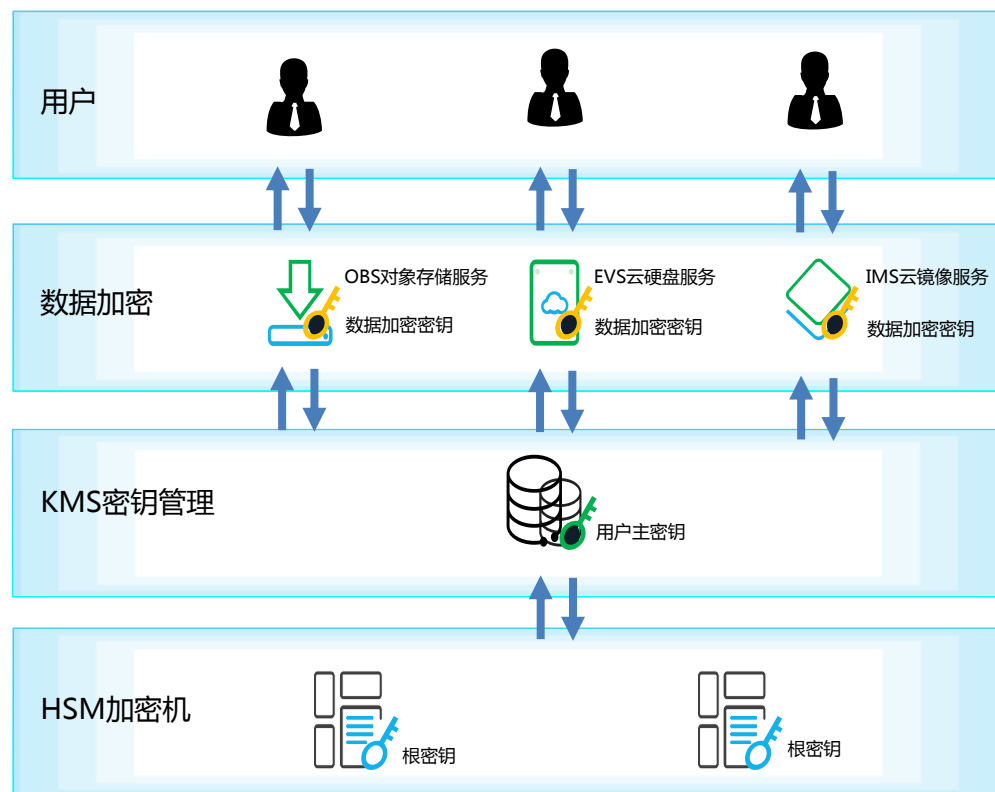 用户
数据加密
OBS对象存储服务
数据加密密钥
EVS云硬盘服务
数据加密密钥
IMS云镜像服务
数据加密密钥
KMS密钥管理
用户主密钥
HSM加密机
根密钥
根密钥